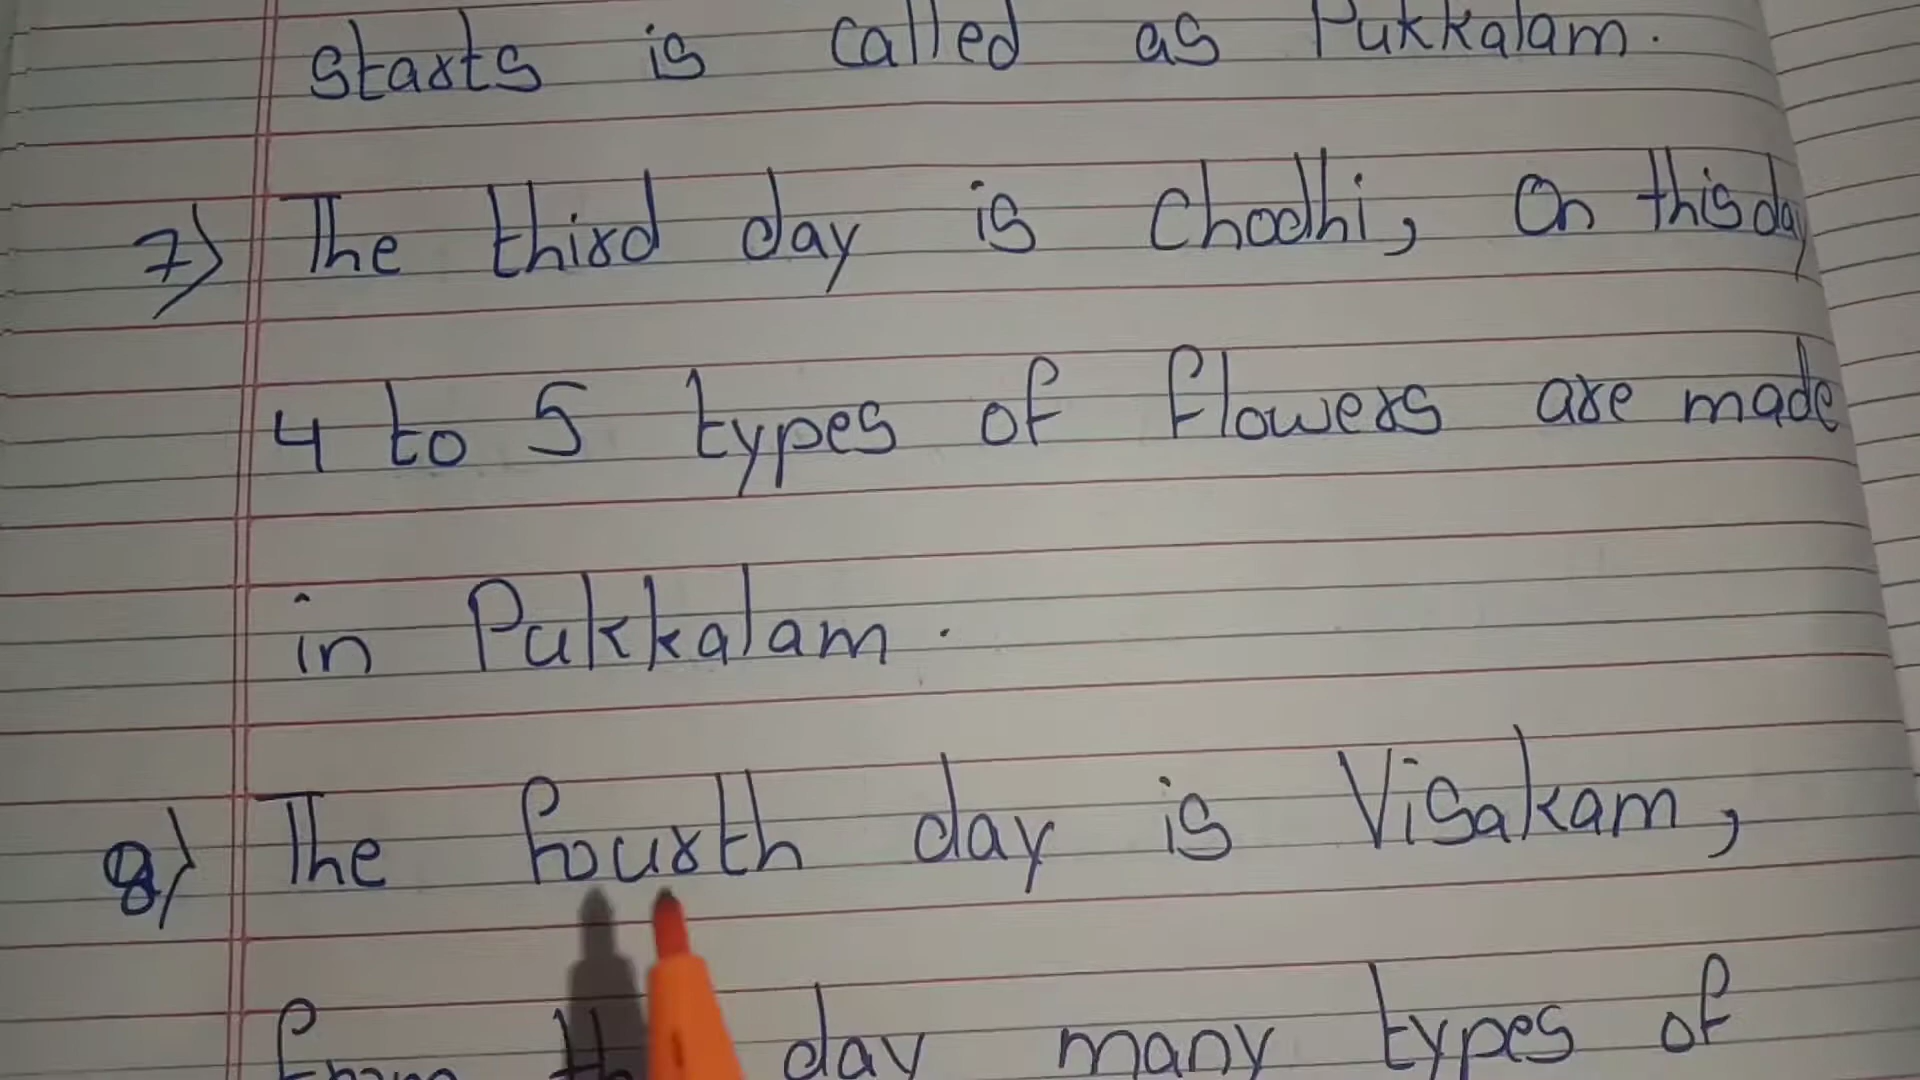 starts is called as Pukkalam.
7) The third day is Chodhi, On this day
4 to 5 types of flowers are made
in Pukkalam.
8) The fourth day is Visakam,
day many types of